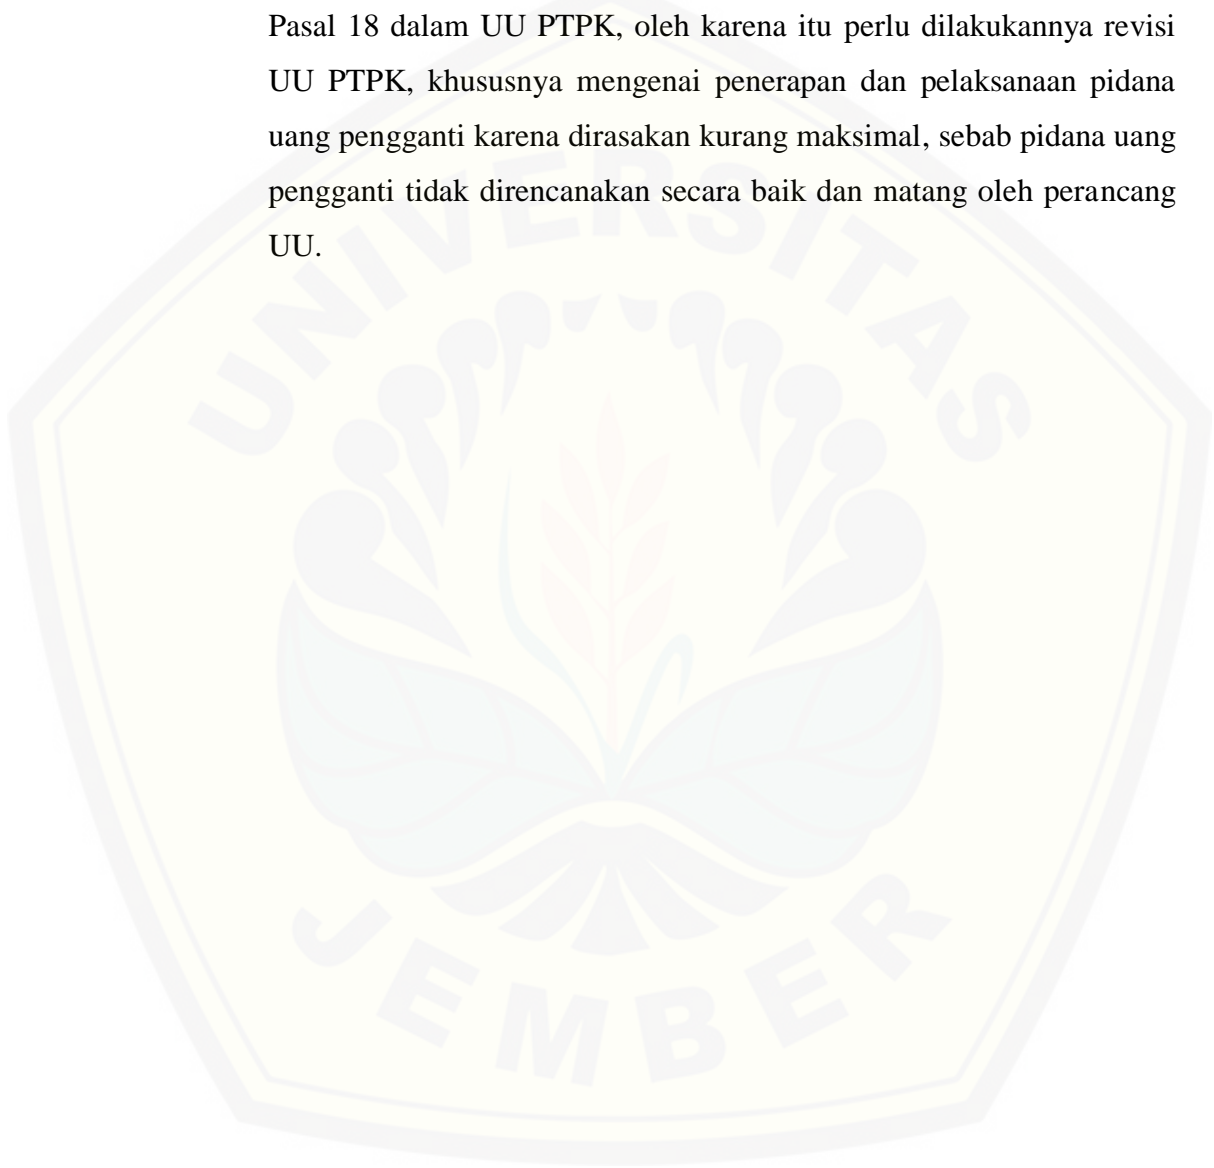 Pasal 18 dalam UU PTPK, oleh karena itu perlu dilakukannya revisi
UU PTPK, khususnya mengenai penerapan dan pelaksanaan pidana
uang pengganti karena dirasakan kurang maksimal, sebab pidana uang
pengganti tidak direncanakan secara baik dan matang oleh perancang
UU.
UNIVERSITAS
JEMBER